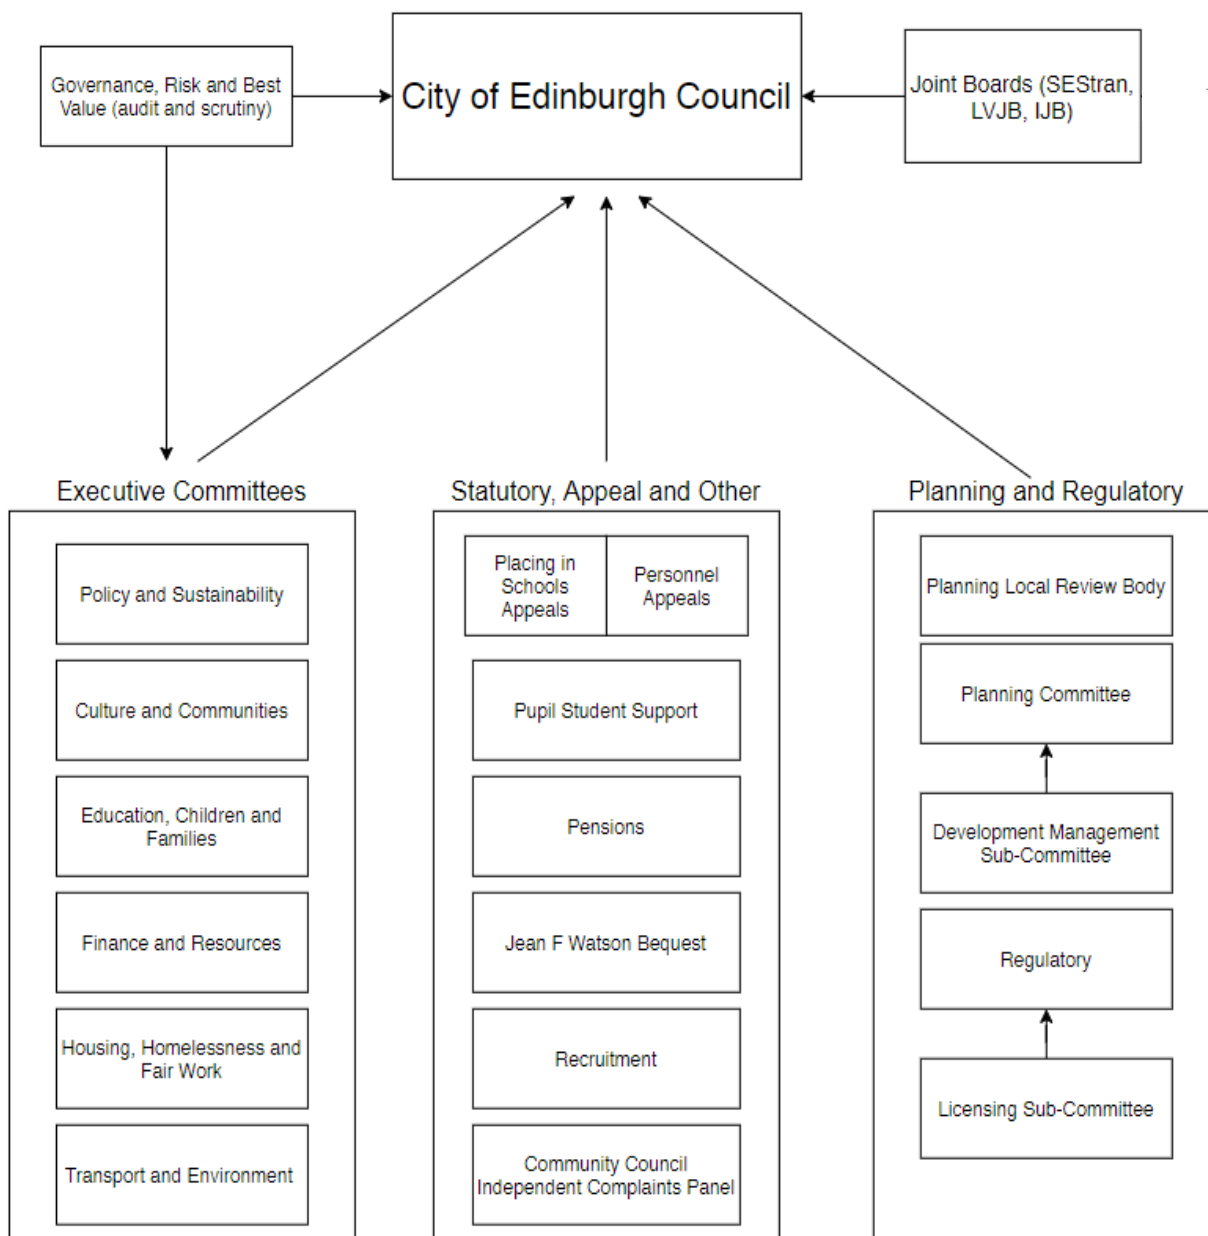 Governance, Risk and Best
Value (audit and scrutiny)
City of Edinburgh Council
Joint Boards (SEStran,
LVJB, IJB)
Executive Committees
Policy and Sustainability
Culture and Communities
Education, Children and
Families
Finance and Resources
Housing, Homelessness and
Fair Work
Transport and Environment
Statutory, Appeal and Other
Placing in
Schools
Appeals
Personnel
Appeals
Pupil Student Support
Pensions
Jean F Watson Bequest
Recruitment
Community Council
Independent Complaints Panel
Planning and Regulatory
Planning Local Review Body
Planning Committee
Development Management
Sub-Committee
Regulatory
Licensing Sub-Committee